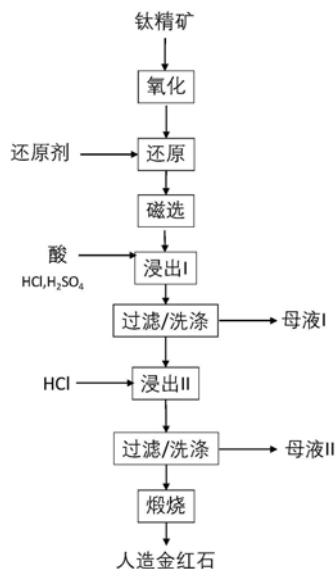 钛精矿
氧化
还原剂
还原
磁选
酸
HCl,H₂SO₄
浸出I
过滤/洗涤
母液I
HCl
浸出II
过滤/洗涤
母液II
煅烧
人造金红石